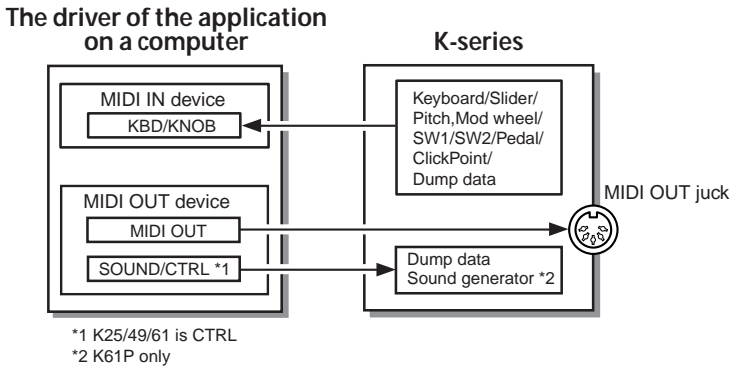 The driver of the application
on a computer
K-series
MIDI IN device
KBD/KNOB
Keyboard/Slider/
Pitch,Mod wheel/
SW1/SW2/Pedal/
ClickPoint/
Dump data
MIDI OUT device
MIDI OUT
SOUND/CTRL *1
MIDI OUT juck
Dump data
Sound generator *2
*1 K25/49/61 is CTRL
*2 K61P only